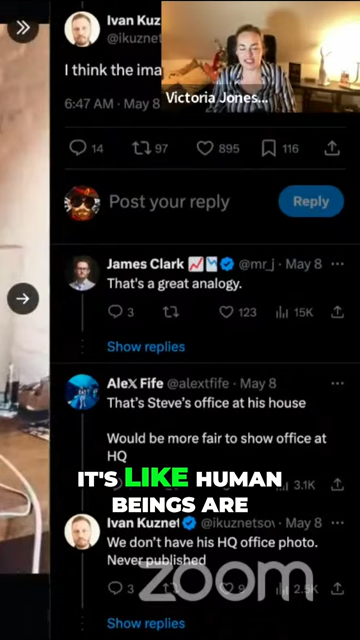 Ivan Kuz
@ikuznet
I think the ima
6:47 AM · May 8
Victoria Jones...
14 97 895 116
Post your reply
Reply
James Clark @mr_j · May 8 ...
That's a great analogy.
3 123 15K
Show replies
Alex Fife @alextfife · May 8 ...
That's Steve's office at his house
Would be more fair to show office at
HQ
3.1K
IT'S LIKE HUMAN
BEINGS ARE
Ivan Kuznet @ikuznetsov · May 8 ...
We don't have his HQ office photo.
Never published
3 2.5K
zoom
Show replies